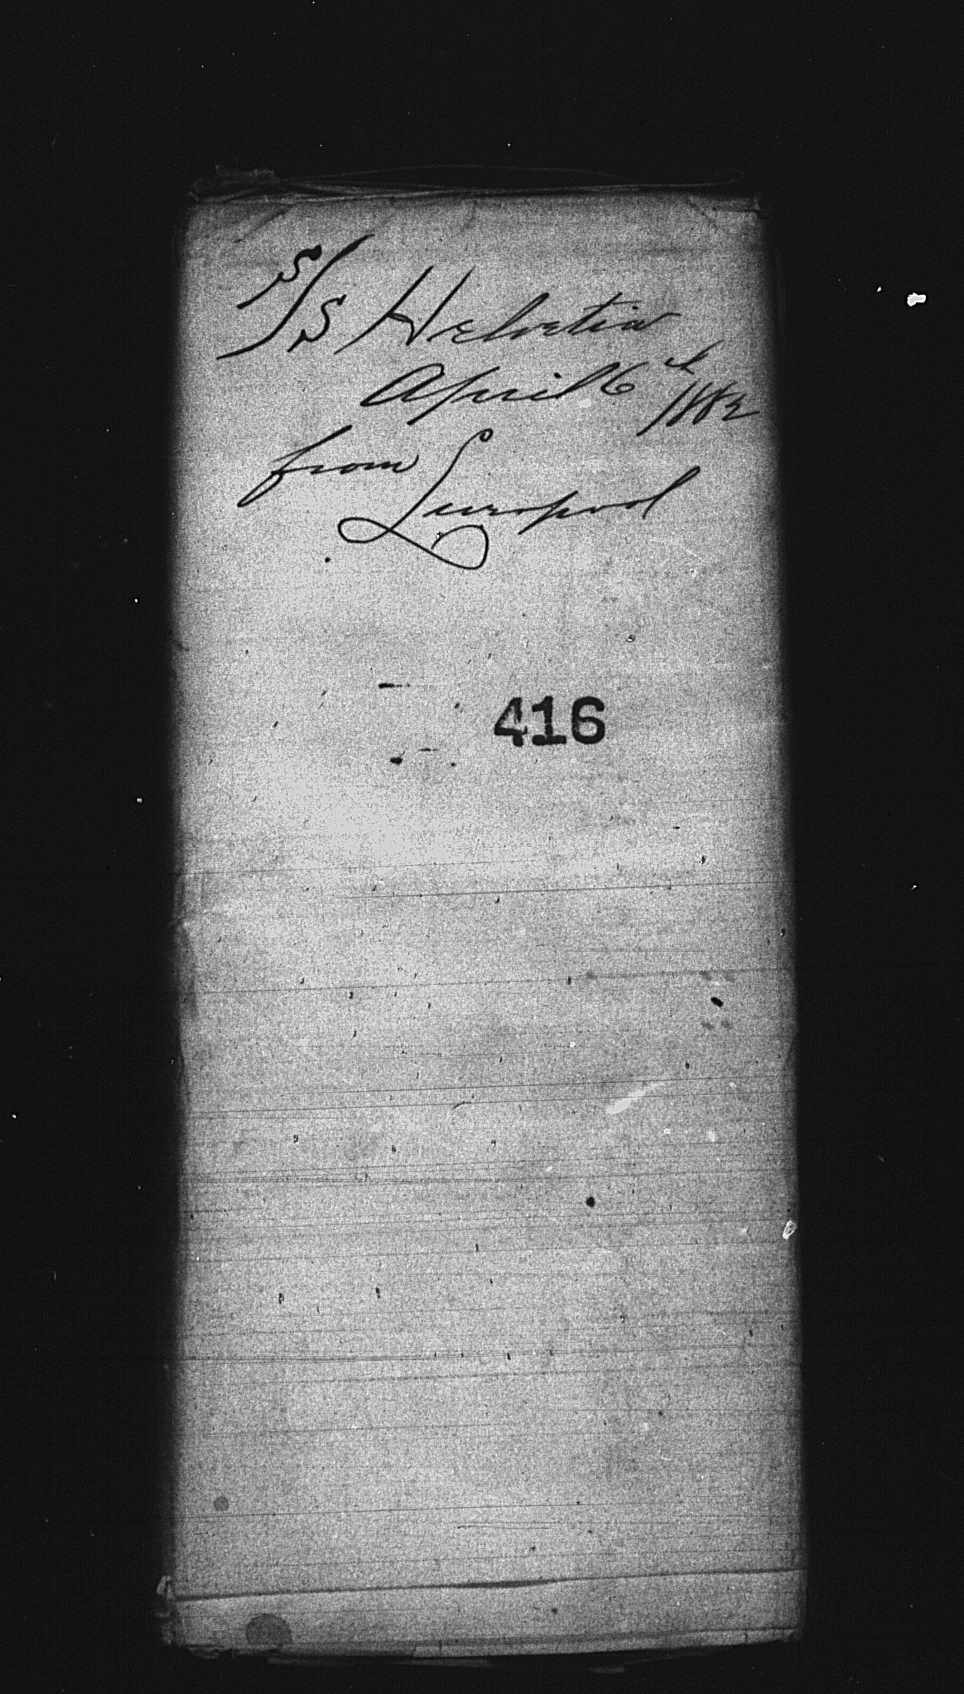 S/S Helvetia
April 6th 1882
from
Liverpool
416